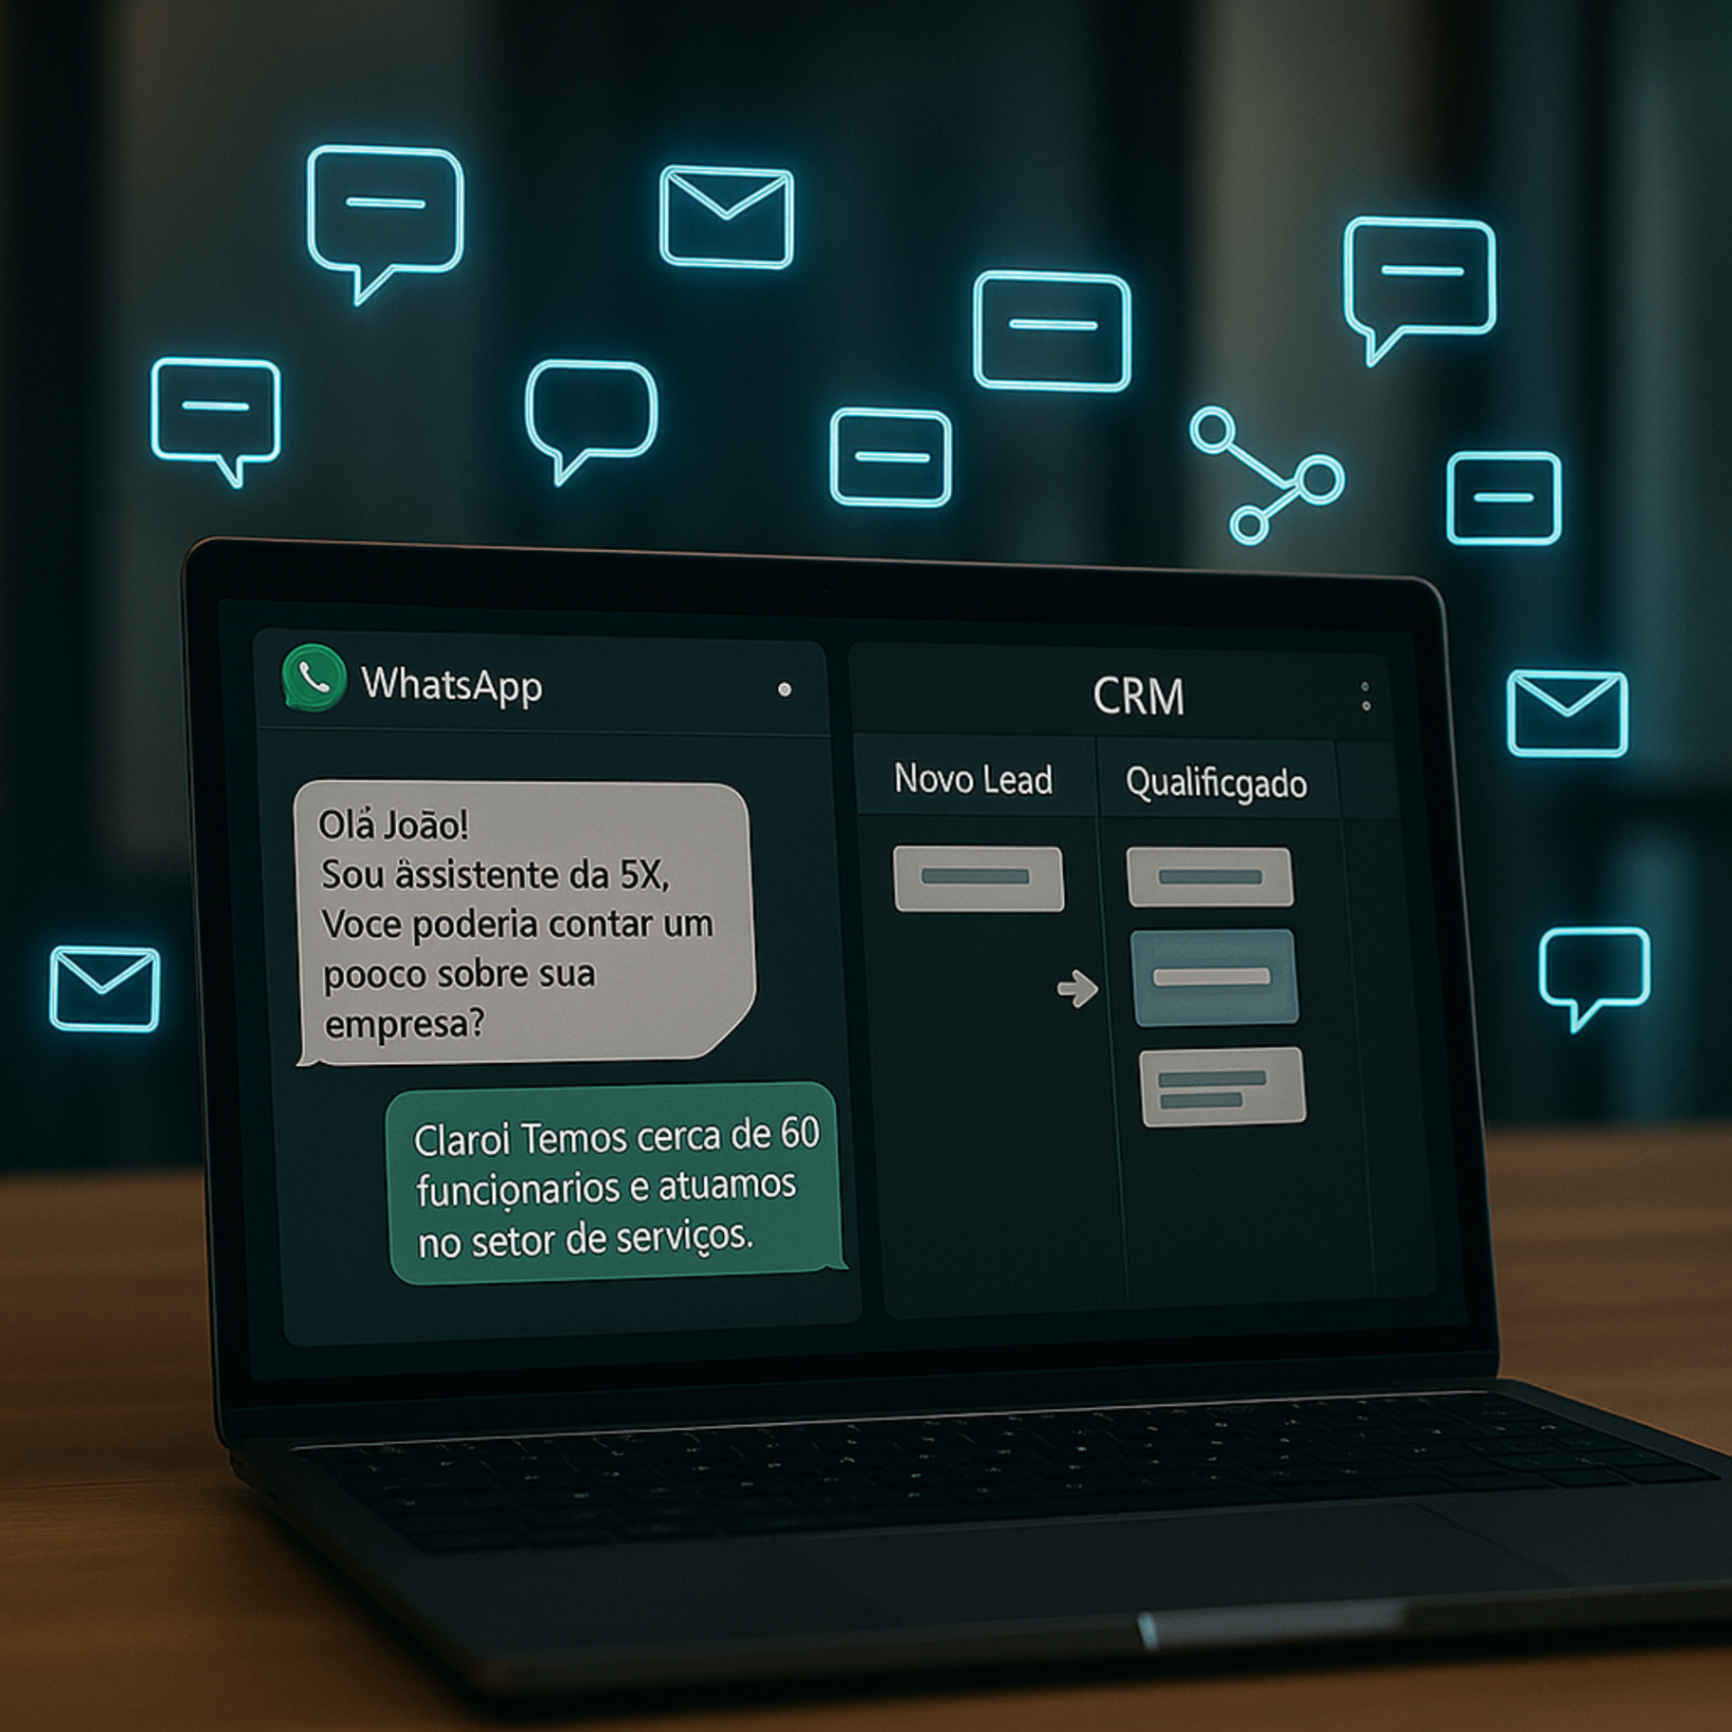 WhatsApp
Olá João!
Sou àssistente da 5X,
Voce poderia contar um
pooco sobre sua
empresa?
Claroi Temos cerca de 60
funcionarios e atuamos
no setor de serviços.
CRM
Novo Lead
Qualificgado